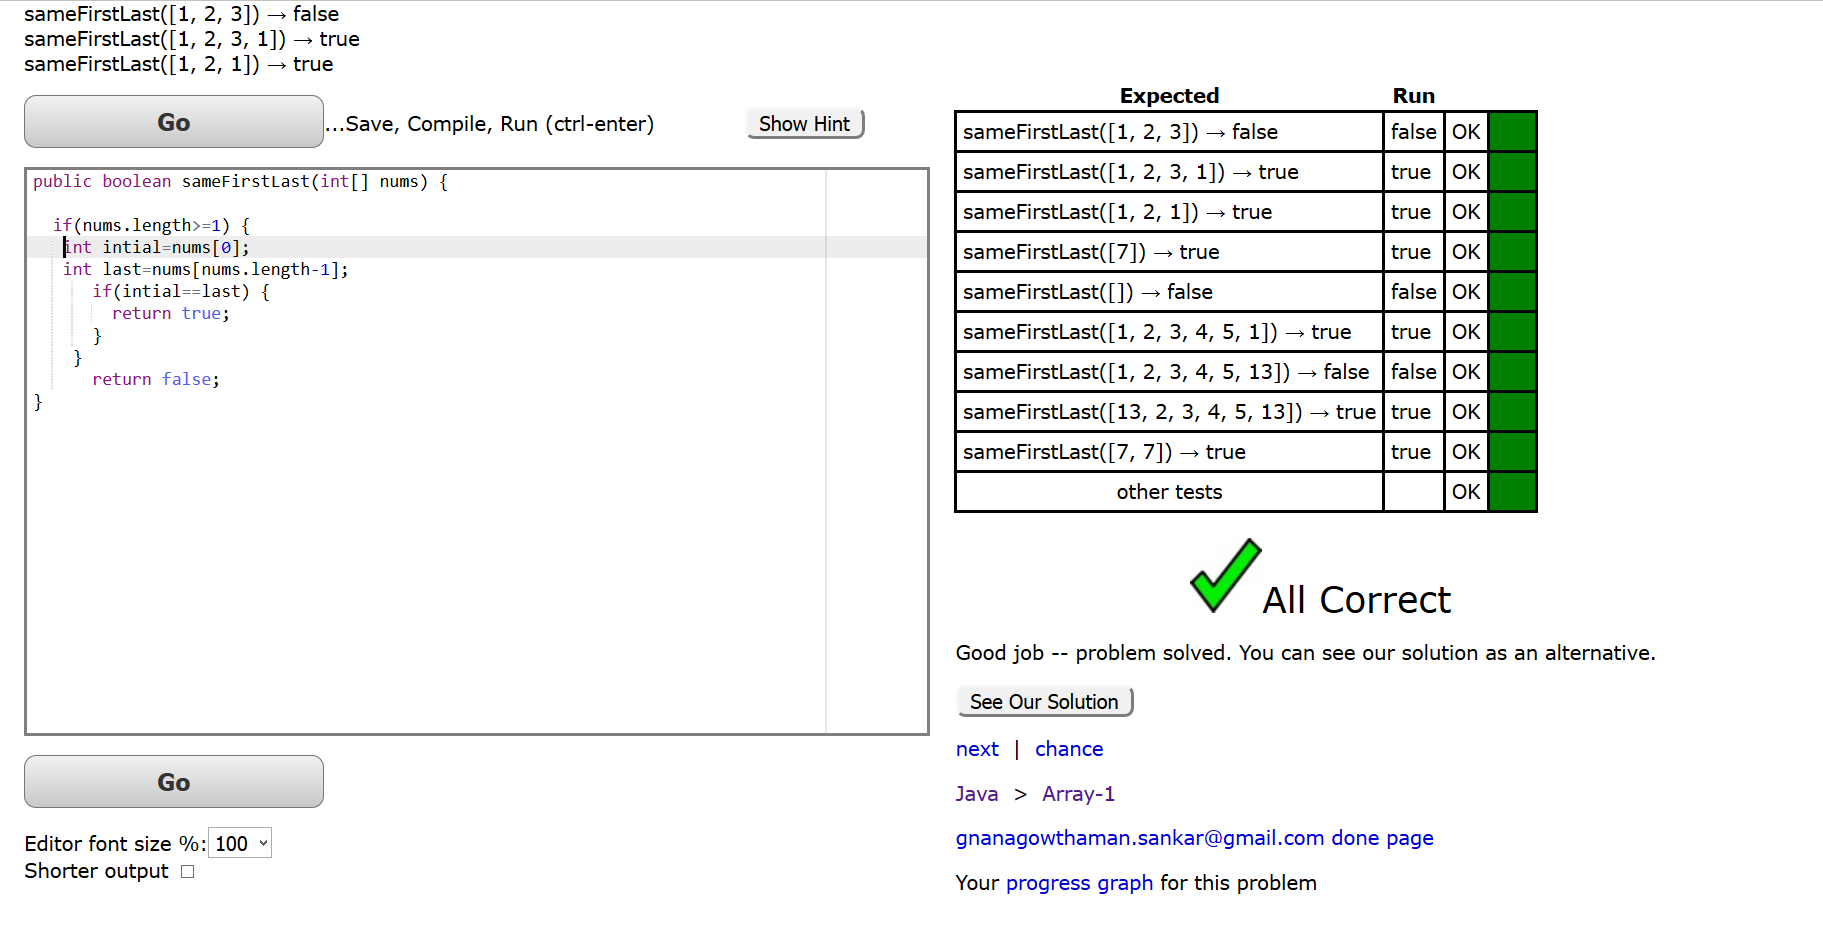 sameFirstLast([1, 2, 3]) → false
sameFirstLast([1, 2, 3, 1]) → true
sameFirstLast([1, 2, 1]) → true
Go
...Save, Compile, Run (ctrl-enter)
Show Hint
public boolean sameFirstLast(int[] nums) {
if(nums.length>=1) {
int intial=nums[0];
int last=nums[nums.length-1];
if(intial==last) {
return true;
}
}
return false;
}
Go
Editor font size %: 100
Shorter output
Expected Run
sameFirstLast([1, 2, 3]) → false false OK
sameFirstLast([1, 2, 3, 1]) → true true OK
sameFirstLast([1, 2, 1]) → true true OK
sameFirstLast([7]) → true true OK
sameFirstLast([]) → false false OK
sameFirstLast([1, 2, 3, 4, 5, 1]) → true true OK
sameFirstLast([1, 2, 3, 4, 5, 13]) → false false OK
sameFirstLast([13, 2, 3, 4, 5, 13]) → true true OK
sameFirstLast([7, 7]) → true true OK
other tests OK
All Correct
Good job -- problem solved. You can see our solution as an alternative.
See Our Solution
next | chance
Java > Array-1
gnanagowthaman.sankar@gmail.com done page
Your progress graph for this problem